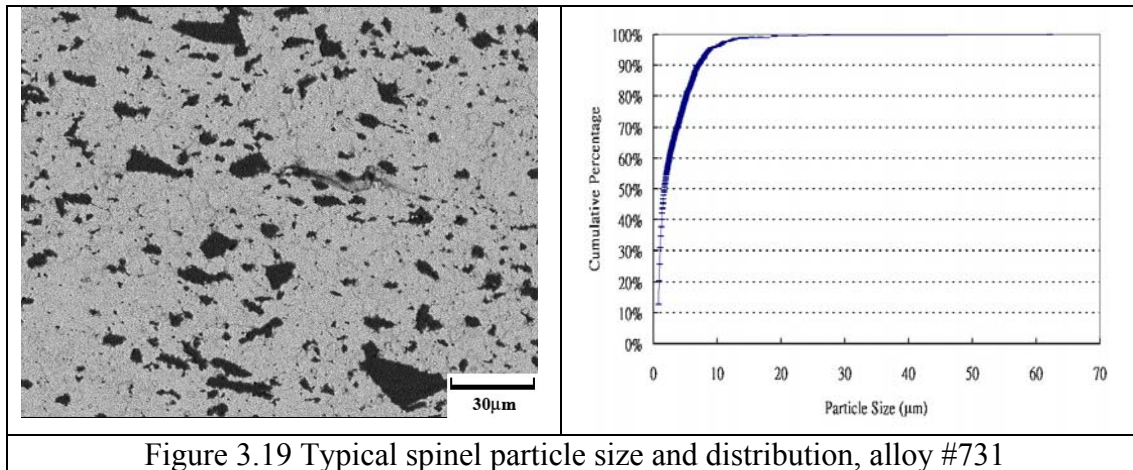 30μm
100%
90%
80%
70%
60%
50%
40%
30%
20%
10%
0%
Cumulative Percentage
0 10 20 30 40 50 60 70
Particle Size (μm)
Figure 3.19 Typical spinel particle size and distribution, alloy #731